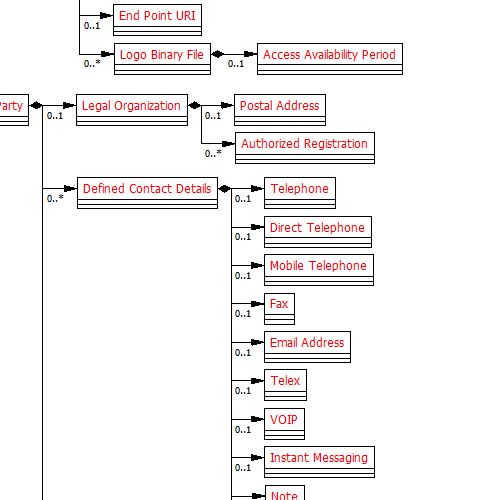 End Point URI
0..1
Logo Binary File
Access Availability Period
0..*
0..1
Party
Legal Organization
Postal Address
0..1
0..1
Authorized Registration
0..*
Defined Contact Details
Telephone
0..*
0..1
Direct Telephone
0..1
Mobile Telephone
0..1
Fax
0..1
Email Address
0..1
Telex
0..1
VOIP
0..1
Instant Messaging
0..1
Note